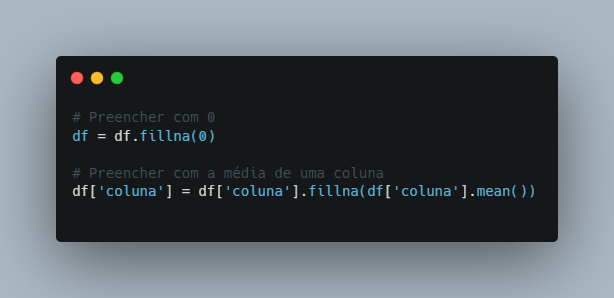 # Preencher com 0
df = df.fillna(0)
# Preencher com a média de uma coluna
df['coluna'] = df['coluna'].fillna(df['coluna'].mean())